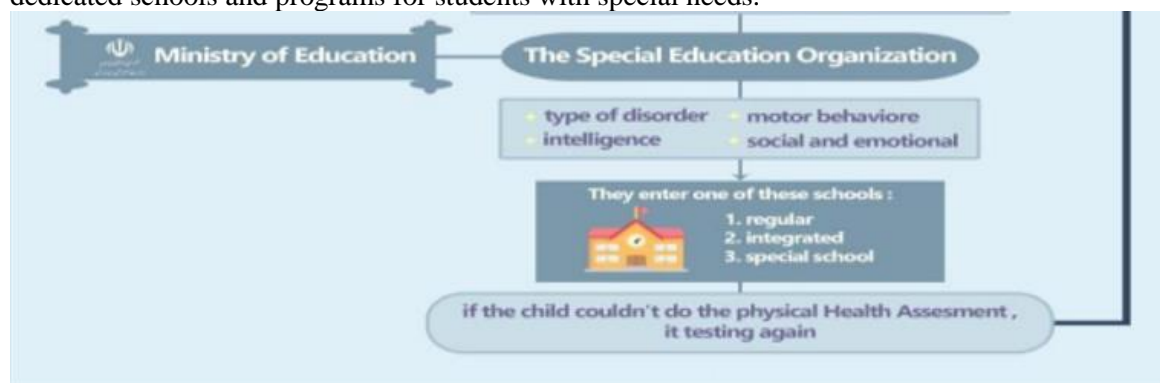 dedicated schools and programs for students with special needs.
Ministry of Education
The Special Education Organization
type of disorder
motor behaviore
intelligence
social and emotional
They enter one of these schools :
1. regular
2. integrated
3. special school
if the child couldn't do the physical Health Assesment ,
it testing again